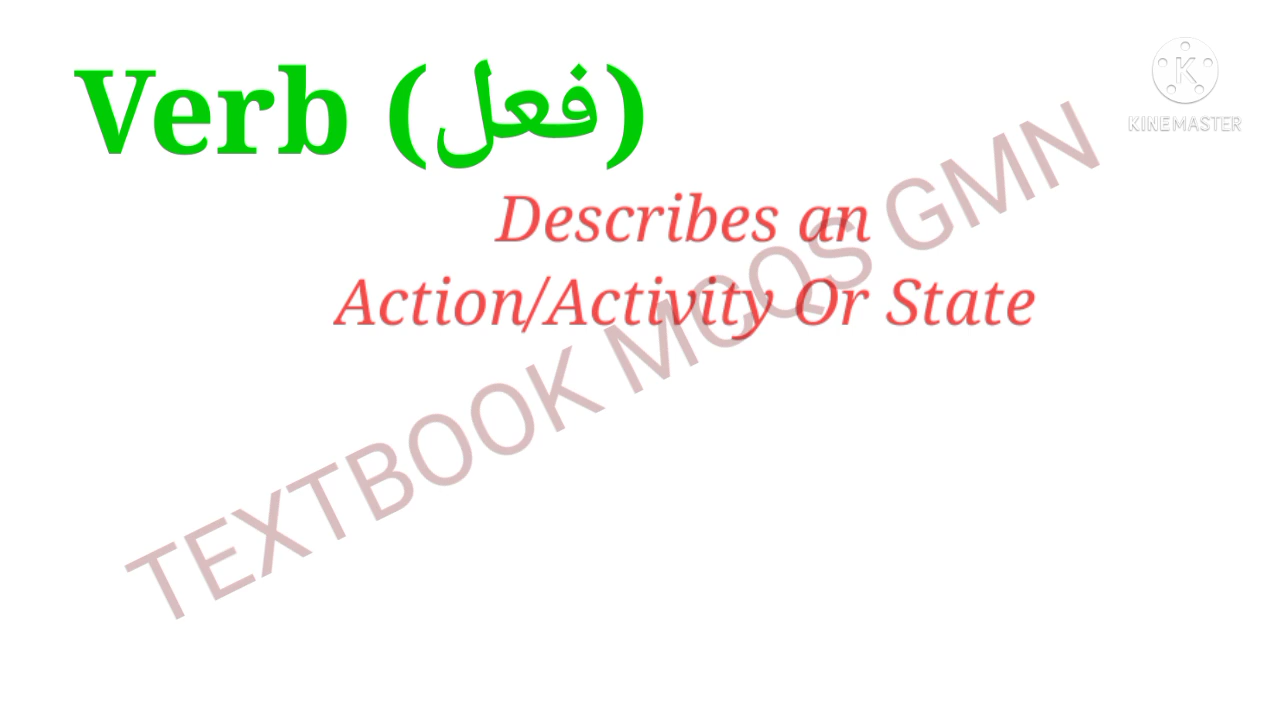 Verb (فعل)
KINEMASTER
Describes an
Action/Activity Or State
TEXTBOOK MCQS GMN